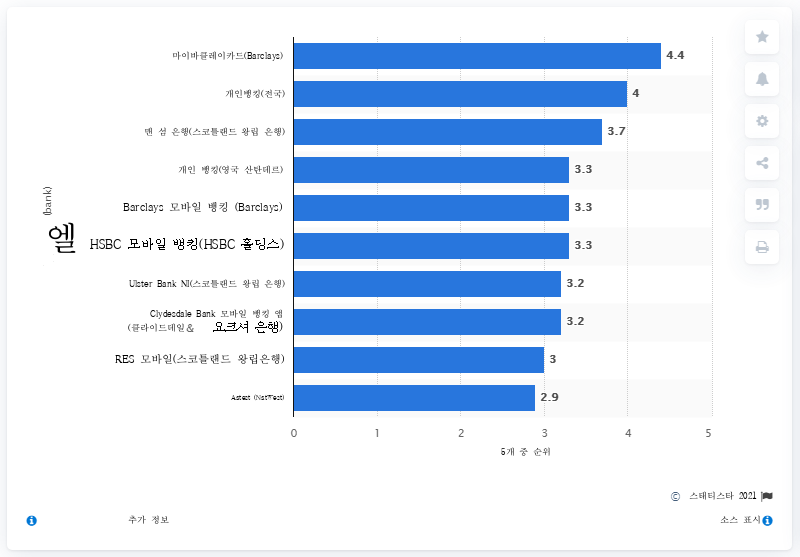 마이바클레이카드(Barclays)
4.4
개인뱅킹(전국)
4
맨 섬 은행(스코틀랜드 왕립 은행)
3.7
개인 뱅킹(영국 산탄데르)
3.3
Barclays 모바일 뱅킹 (Barclays)
3.3
HSBC 모바일 뱅킹(HSBC 홀딩스)
3.3
Ulster Bank NI(스코틀랜드 왕립 은행)
3.2
Clydesdale Bank 모바일 뱅킹 앱
(클라이드데일& 요크셔 은행)
3.2
RES 모바일(스코틀랜드 왕립은행)
3
Astest (NatWest)
2.9
(bank)
엘
0 1 2 3 4 5
5개 중 순위
© 스태티스타 2021
추가 정보
소스 표시